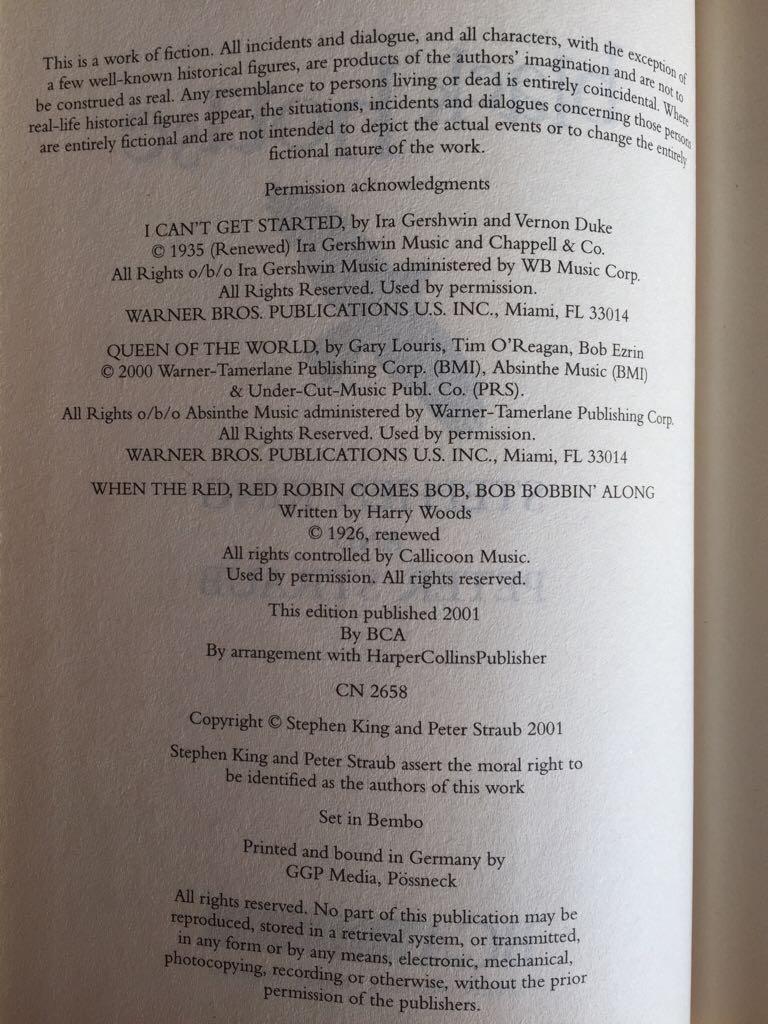 This is a work of fiction. All incidents and dialogue, and all characters, with the exception of
a few well-known historical figures, are products of the authors' imagination and are not to
be construed as real. Any resemblance to persons living or dead is entirely coincidental. Where
real-life historical figures appear, the situations, incidents and dialogues concerning those persons
are entirely fictional and are not intended to depict the actual events or to change the entirely
fictional nature of the work.
Permission acknowledgments
I CAN'T GET STARTED, by Ira Gershwin and Vernon Duke
© 1935 (Renewed) Ira Gershwin Music and Chappell & Co.
All Rights o/b/o Ira Gershwin Music administered by WB Music Corp.
All Rights Reserved. Used by permission.
WARNER BROS. PUBLICATIONS U.S. INC., Miami, FL 33014
QUEEN OF THE WORLD, by Gary Louris, Tim O'Reagan, Bob Ezrin
© 2000 Warner-Tamerlane Publishing Corp. (BMI), Absinthe Music (BMI)
& Under-Cut-Music Publ. Co. (PRS).
All Rights o/b/o Absinthe Music administered by Warner-Tamerlane Publishing Corp.
All Rights Reserved. Used by permission.
WARNER BROS. PUBLICATIONS U.S. INC., Miami, FL 33014
WHEN THE RED, RED ROBIN COMES BOB, BOB BOBBIN' ALONG
Written by Harry Woods
© 1926, renewed
All rights controlled by Callicoon Music.
Used by permission. All rights reserved.
This edition published 2001
By BCA
By arrangement with HarperCollinsPublisher
CN 2658
Copyright © Stephen King and Peter Straub 2001
Stephen King and Peter Straub assert the moral right to
be identified as the authors of this work
Set in Bembo
Printed and bound in Germany by
GGP Media, Pössneck
All rights reserved. No part of this publication may be
reproduced, stored in a retrieval system, or transmitted,
in any form or by any means, electronic, mechanical,
photocopying, recording or otherwise, without the prior
permission of the publishers.